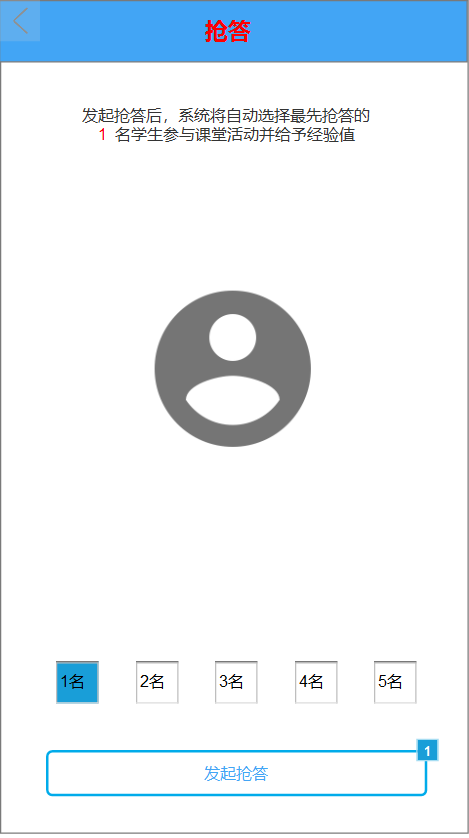 抢答
发起抢答后，系统将自动选择最先抢答的
1 名学生参与课堂活动并给予经验值
1名 2名 3名 4名 5名
1
发起抢答